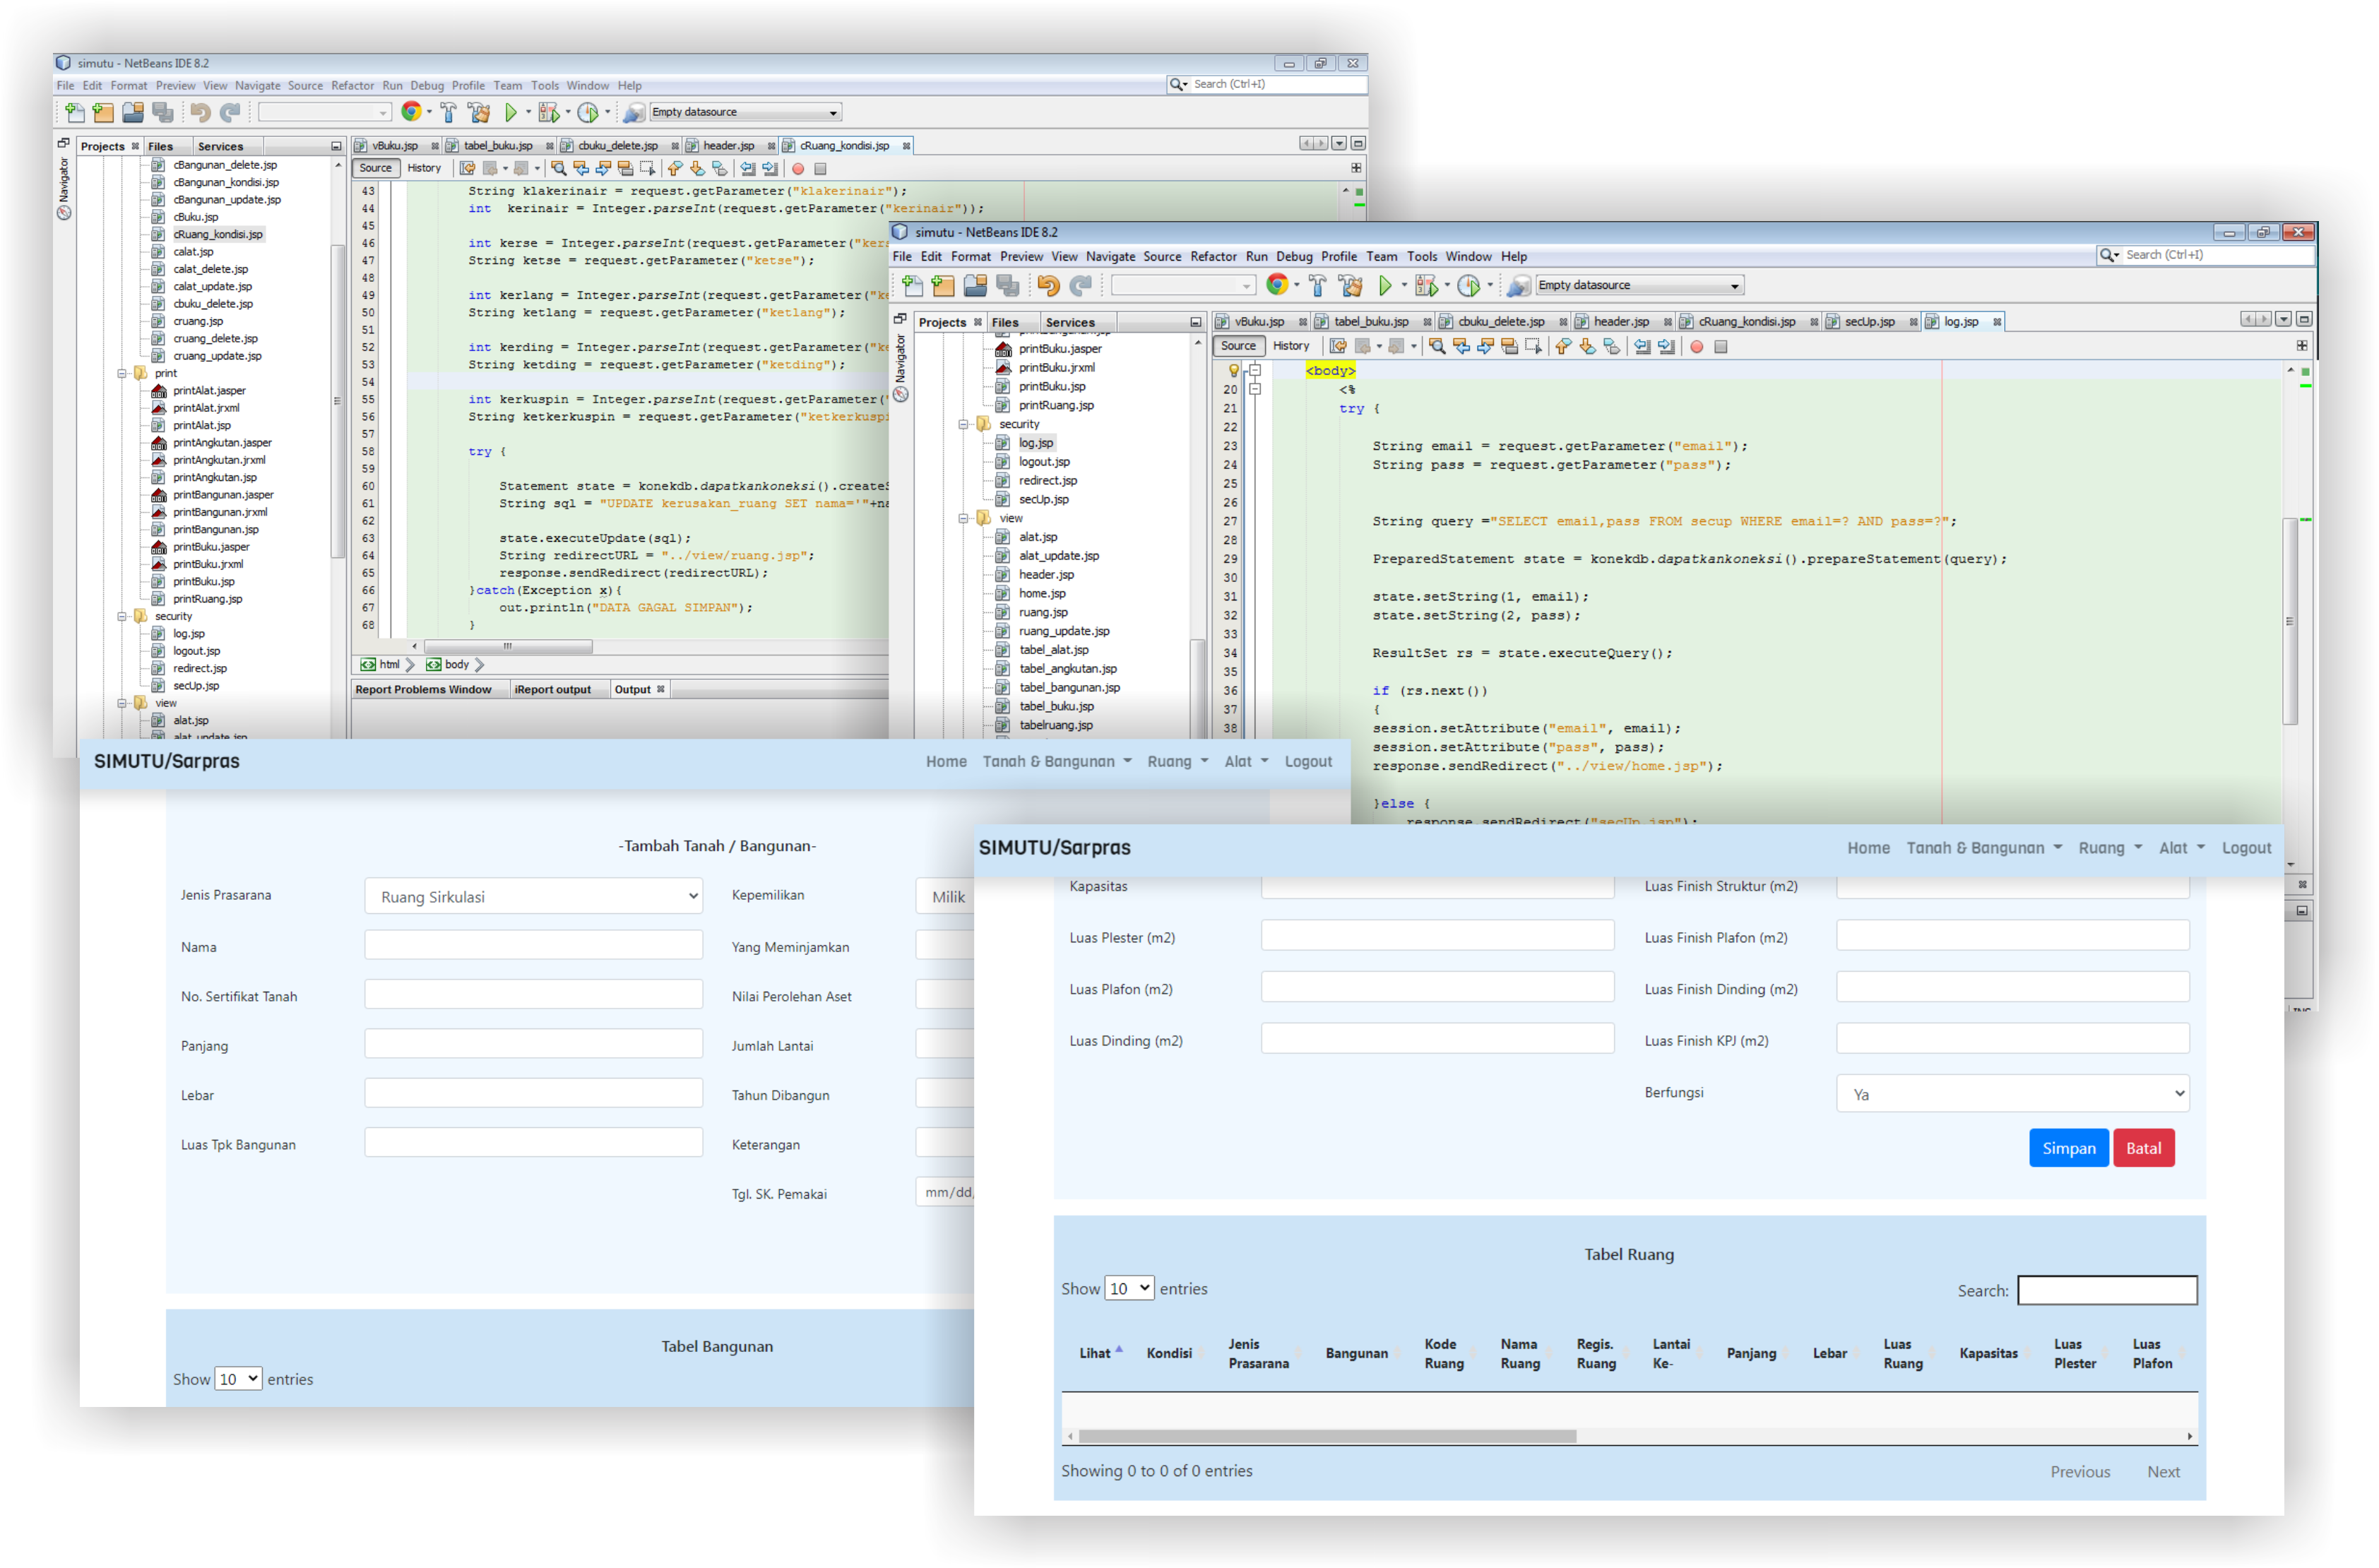 simutu - NetBeans IDE 8.2
File Edit Format Preview View Navigate Source Refactor Run Debug Profile Team Tools Window Help
Search (Ctrl+I)
Empty datasource
Navigator
Projects Files Services
cBangunan_delete.jsp
cBangunan_kondisi.jsp
cBangunan_update.jsp
cBuku.jsp
cRuang_kondisi.jsp
calat.jsp
calat_delete.jsp
calat_update.jsp
cbuku_delete.jsp
cruang.jsp
cruang_delete.jsp
cruang_update.jsp
print
printAlat.jasper
printAlat.jrxml
printAlat.jsp
printAngkutan.jasper
printAngkutan.jrxml
printAngkutan.jsp
printBangunan.jasper
printBangunan.jrxml
printBangunan.jsp
printBuku.jasper
printBuku.jrxml
printBuku.jsp
printRuang.jsp
security
log.jsp
logout.jsp
redirect.jsp
secUp.jsp
view
alat.jsp
alat_update.jsp
vBuku.jsp tabel_buku.jsp cbuku_delete.jsp header.jsp cRuang_kondisi.jsp
Source History
43 String klakerinair = request.getParameter("klakerinair");
44 int kerinair = Integer.parseInt(request.getParameter("kerinair"));
45
46 int kerse = Integer.parseInt(request.getParameter("kers
47 String ketse = request.getParameter("ketse");
48
49 int kerlang = Integer.parseInt(request.getParameter("ke
50 String ketlang = request.getParameter("ketlang");
51
52 int kerding = Integer.parseInt(request.getParameter("ke
53 String ketding = request.getParameter("ketding");
54
55 int kerkuspin = Integer.parseInt(request.getParameter("
56 String ketkerkuspin = request.getParameter("ketkerkuspi
57
58 try {
59
60 Statement state = konekdb.dapatkankoneksi().createS
61 String sql = "UPDATE kerusakan_ruang SET nama='"+na
62
63 state.executeUpdate(sql);
64 String redirectURL = "../view/ruang.jsp";
65 response.sendRedirect(redirectURL);
66 }catch(Exception x){
67 out.println("DATA GAGAL SIMPAN");
68 }
html body
Report Problems Window iReport output Output
simutu - NetBeans IDE 8.2
File Edit Format Preview View Navigate Source Refactor Run Debug Profile Team Tools Window Help
Search (Ctrl+I)
Empty datasource
Navigator
Projects Files Services
printBuku.jasper
printBuku.jrxml
printBuku.jsp
printRuang.jsp
security
log.jsp
logout.jsp
redirect.jsp
secUp.jsp
view
alat.jsp
alat_update.jsp
header.jsp
home.jsp
ruang.jsp
ruang_update.jsp
tabel_alat.jsp
tabel_angkutan.jsp
tabel_bangunan.jsp
tabel_buku.jsp
tabelruang.jsp
vBuku.jsp tabel_buku.jsp cbuku_delete.jsp header.jsp cRuang_kondisi.jsp secUp.jsp log.jsp
Source History
<body>
20 <%
21 try {
22
23 String email = request.getParameter("email");
24 String pass = request.getParameter("pass");
25
26
27 String query ="SELECT email,pass FROM secup WHERE email=? AND pass=?";
28
29 PreparedStatement state = konekdb.dapatkankoneksi().prepareStatement(query);
30
31 state.setString(1, email);
32 state.setString(2, pass);
33
34 ResultSet rs = state.executeQuery();
35
36 if (rs.next())
37 {
38 session.setAttribute("email", email);
session.setAttribute("pass", pass);
response.sendRedirect("../view/home.jsp");
}else {
response.sendRedirect("secUp.jsp");
SIMUTU/Sarpras
Home Tanah & Bangunan Ruang Alat Logout
-Tambah Tanah / Bangunan-
Jenis Prasarana Ruang Sirkulasi Kepemilikan Milik
Nama Yang Meminjamkan
No. Sertifikat Tanah Nilai Perolehan Aset
Panjang Jumlah Lantai
Lebar Tahun Dibangun
Luas Tpk Bangunan Keterangan
Tgl. SK. Pemakai mm/dd/
Tabel Bangunan
Show 10 entries
SIMUTU/Sarpras
Home Tanah & Bangunan Ruang Alat Logout
Kapasitas Luas Finish Struktur (m2)
Luas Plester (m2) Luas Finish Plafon (m2)
Luas Plafon (m2) Luas Finish Dinding (m2)
Luas Dinding (m2) Luas Finish KPJ (m2)
Berfungsi Ya
Simpan Batal
Tabel Ruang
Show 10 entries Search:
Lihat Kondisi Jenis Prasarana Bangunan Kode Ruang Nama Ruang Regis. Ruang Lantai Ke- Panjang Lebar Luas Ruang Kapasitas Luas Plester Luas Plafon
Showing 0 to 0 of 0 entries
Previous Next